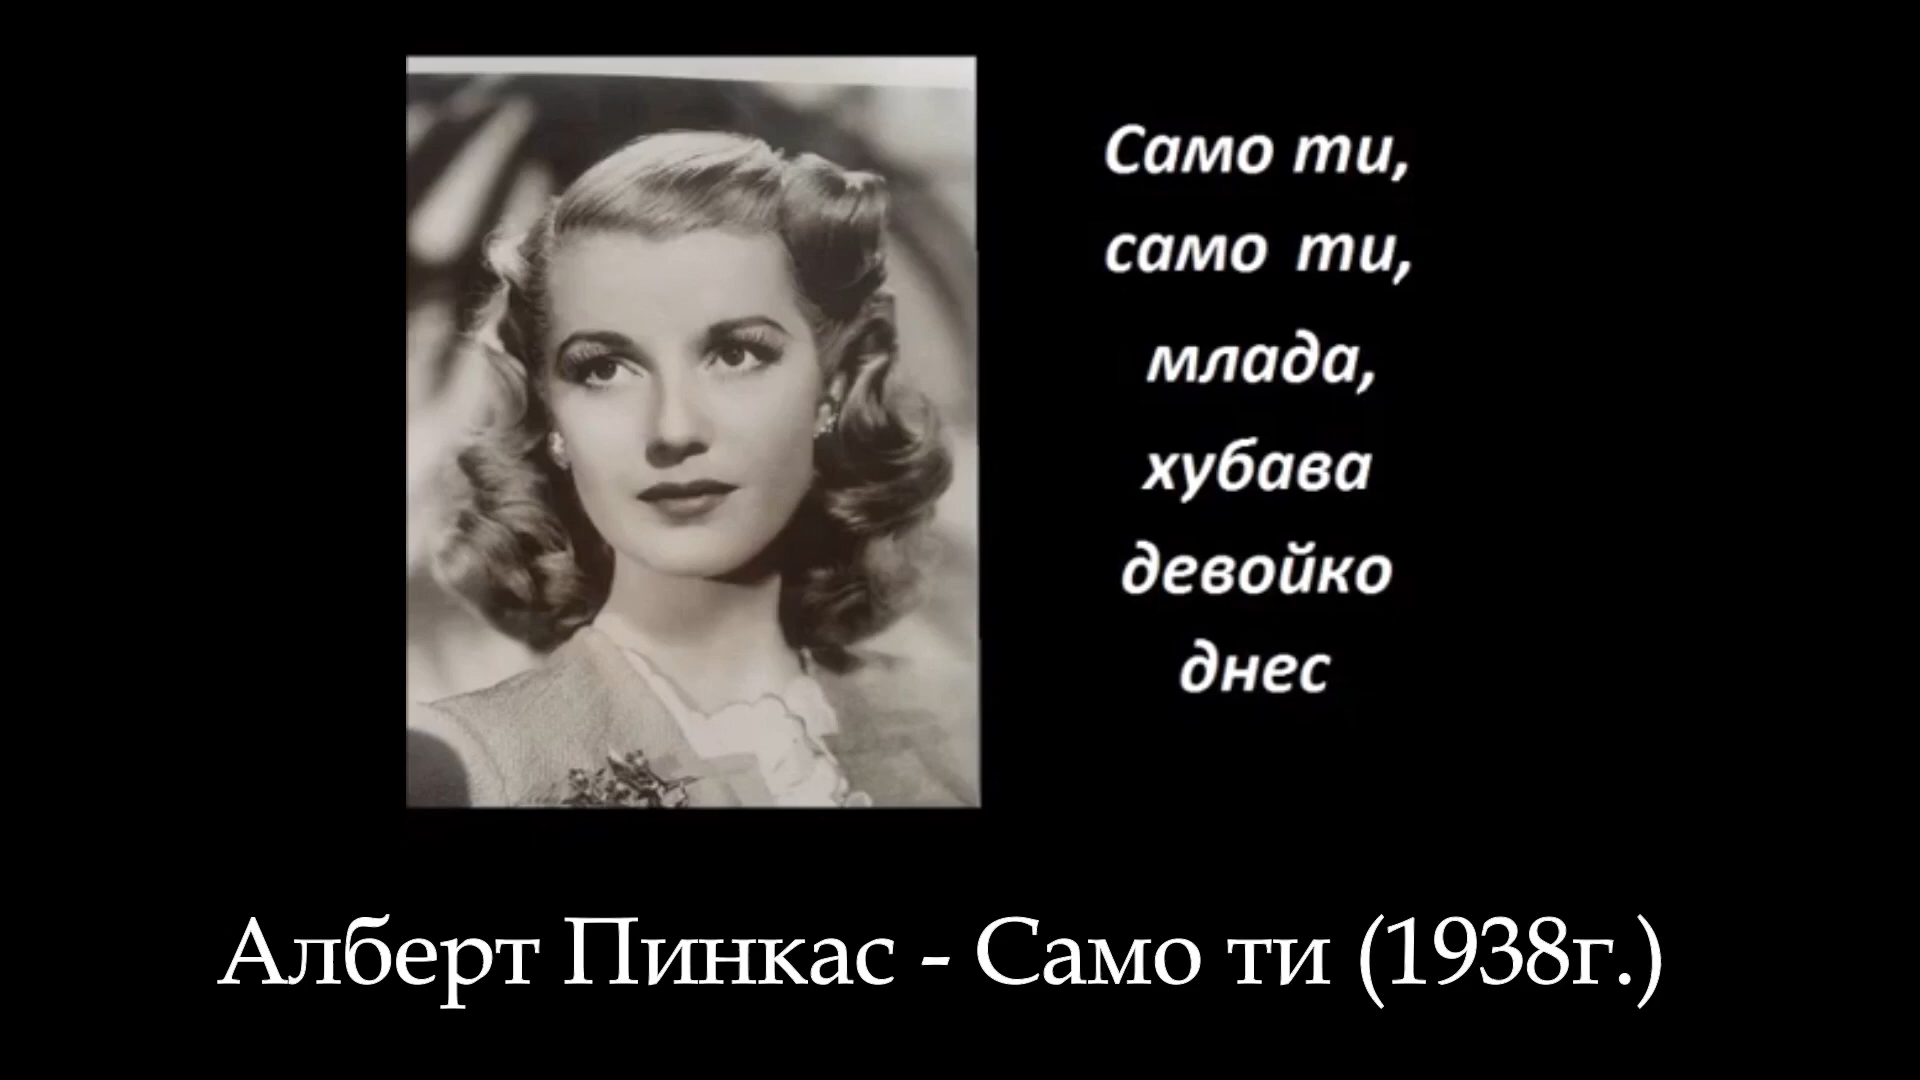 Само ти,
само ти,
млада,
хубава
девойко
днес
Алберт Пинкас - Само ти (1938г.)